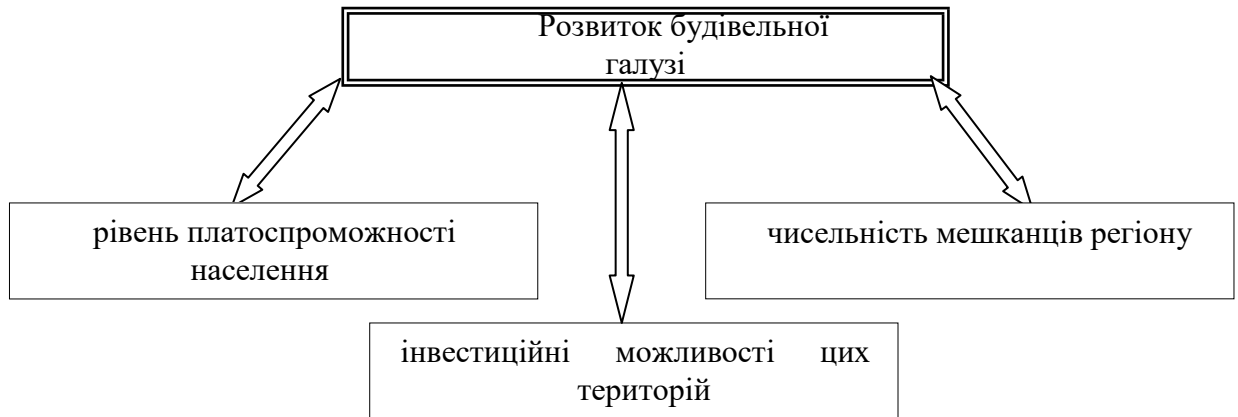 Розвиток будівельної
галузі
рівень платоспроможності
населення
чисельність мешканців регіону
інвестиційні можливості цих
територій